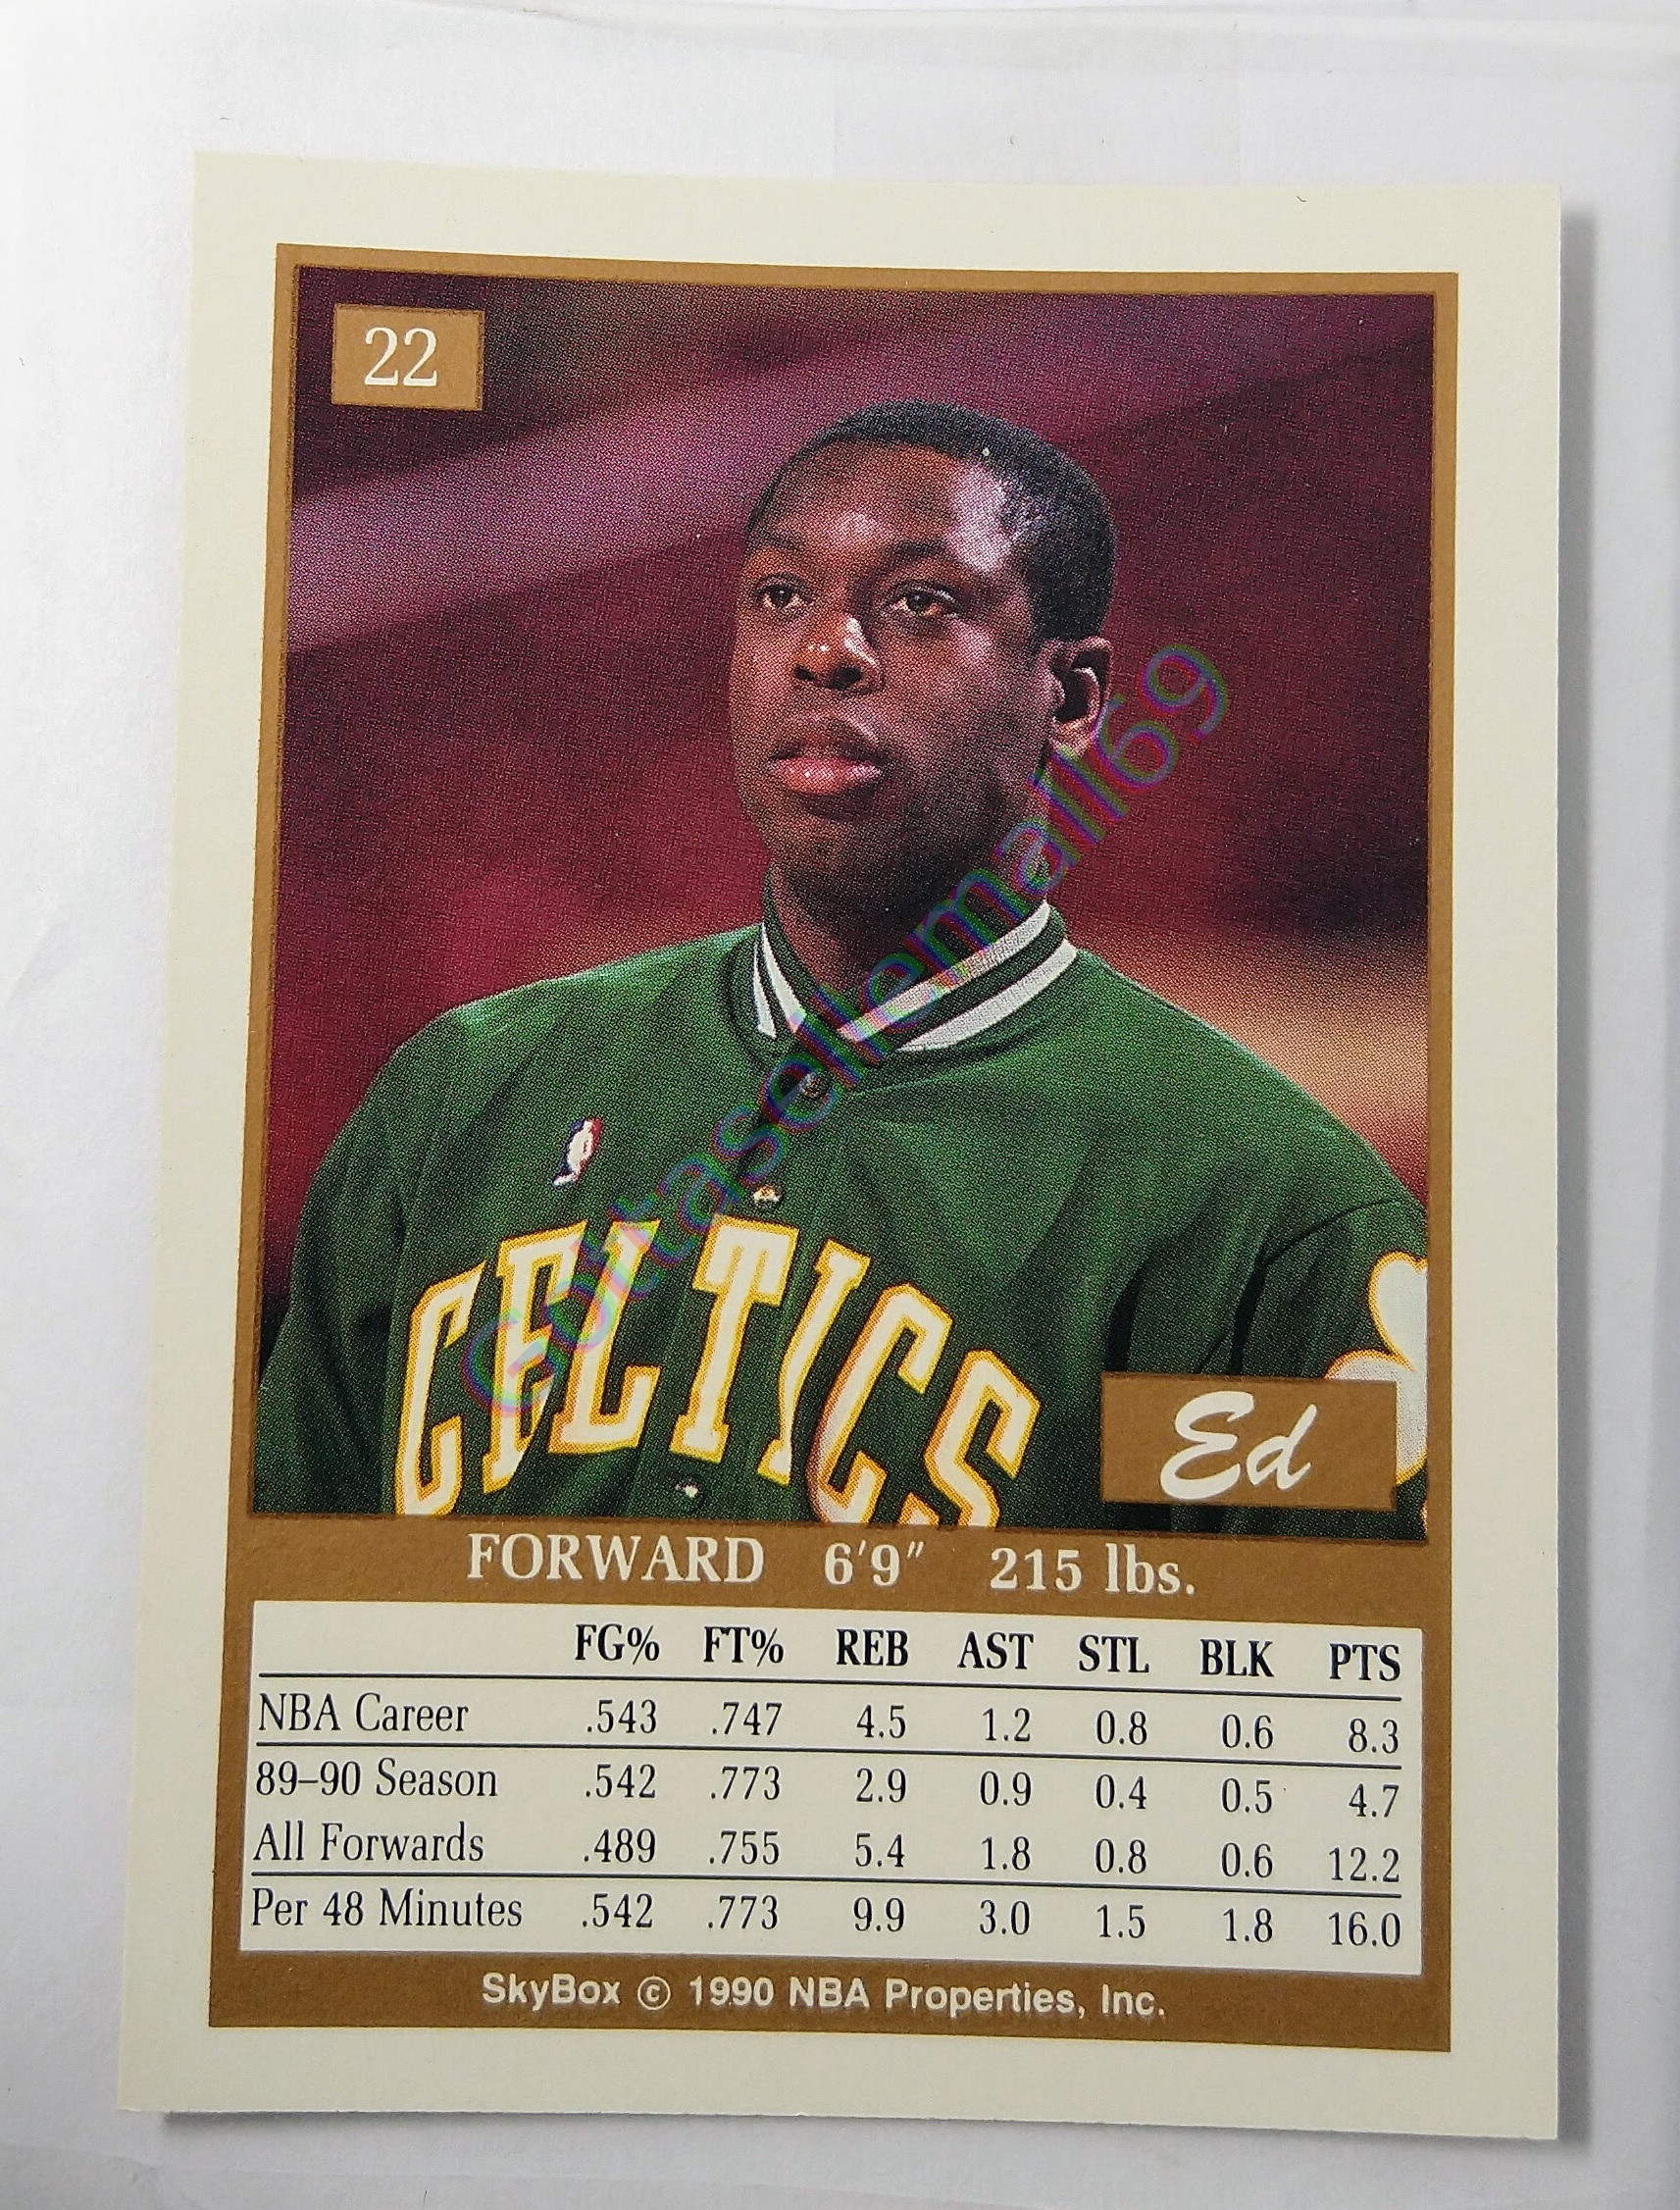 22
Gottasellemall69
CELTICS
Ed
FORWARD 6'9" 215 lbs.
FG% FT% REB AST STL BLK PTS
NBA Career .543 .747 4.5 1.2 0.8 0.6 8.3
89–90 Season .542 .773 2.9 0.9 0.4 0.5 4.7
All Forwards .489 .755 5.4 1.8 0.8 0.6 12.2
Per 48 Minutes .542 .773 9.9 3.0 1.5 1.8 16.0
SkyBox © 1990 NBA Properties, Inc.